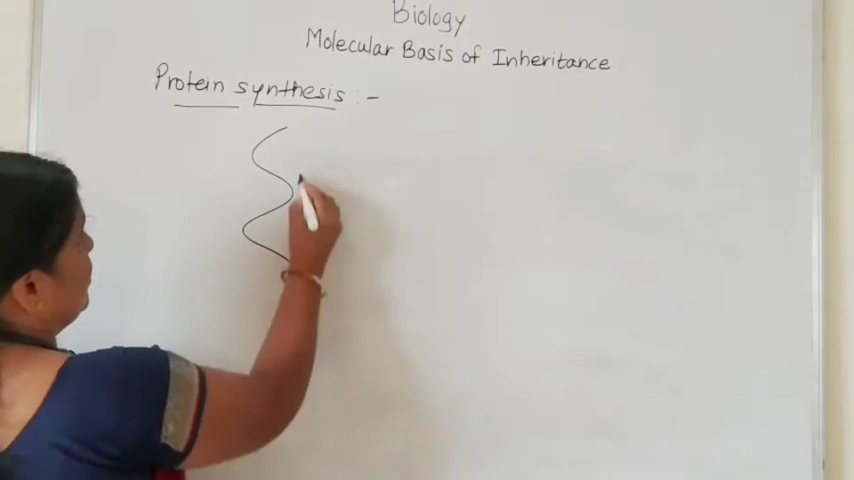 Biology
Molecular Basis of Inheritance
Protein synthesis :-